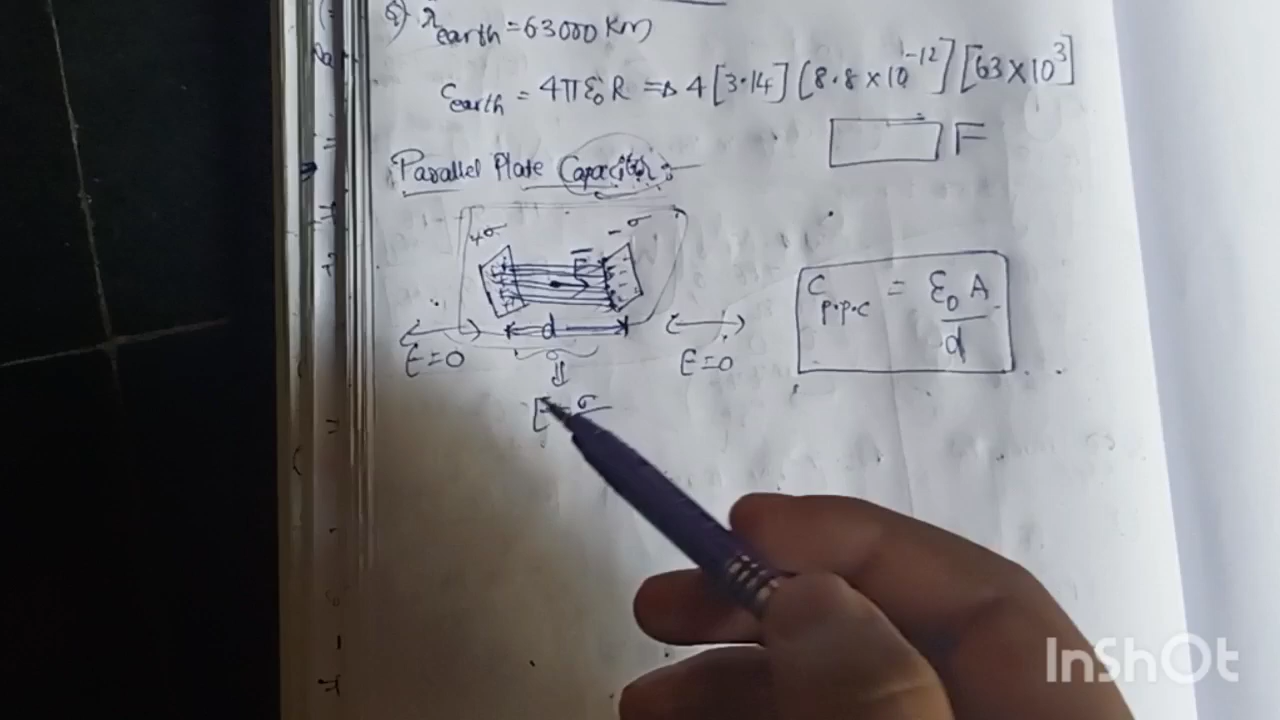 Q) r earth = 63000 Km
C earth = 4πε₀R ⇒ 4 [3.14] (8.8 × 10⁻¹²] [63 × 10³]
F
Parallel Plate Capacitor :-
+σ
-σ
E
d
E = 0
E = 0
E = σ
C p.p.c = ε₀ A / d
InShOt